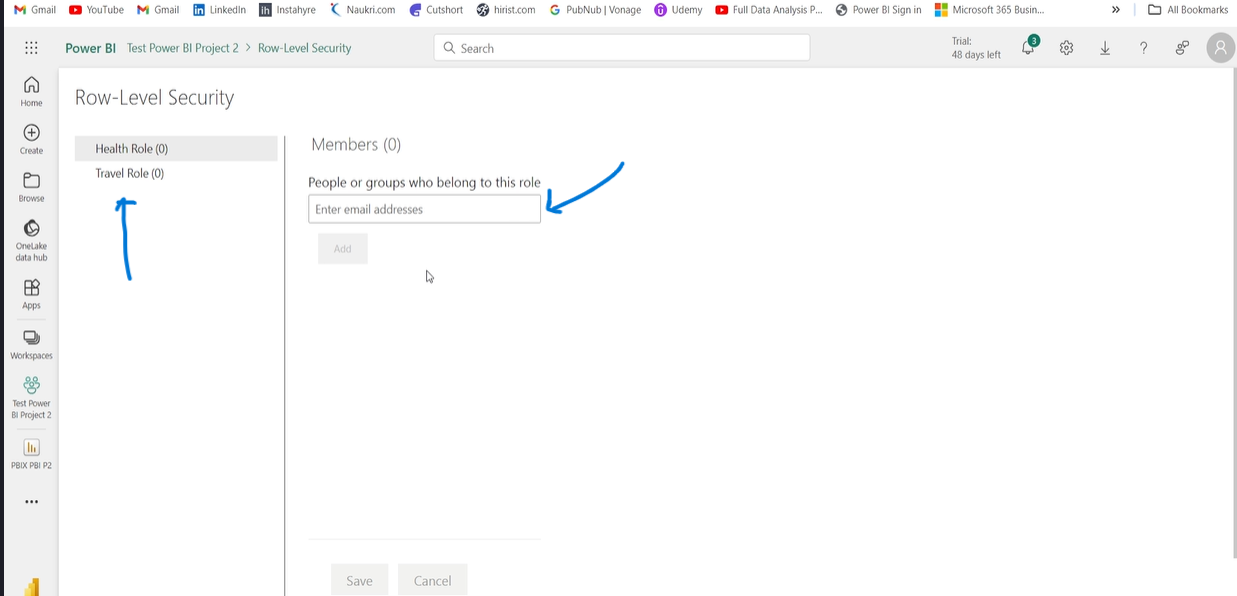 Gmail YouTube Gmail LinkedIn ih Instahyre Naukri.com Cutshort hirist.com PubNub | Vonage Udemy Full Data Analysis P... Power BI Sign in Microsoft 365 Busin... » All Bookmarks
Power BI Test Power BI Project 2 > Row-Level Security Search Trial: 3
48 days left
Home
Create
Browse
OneLake
data hub
Apps
Workspaces
Test Power
BI Project 2
PBIX PBI P2
Row-Level Security
Health Role (0)
Travel Role (0)
Members (0)
People or groups who belong to this role
Enter email addresses
Add
Save Cancel